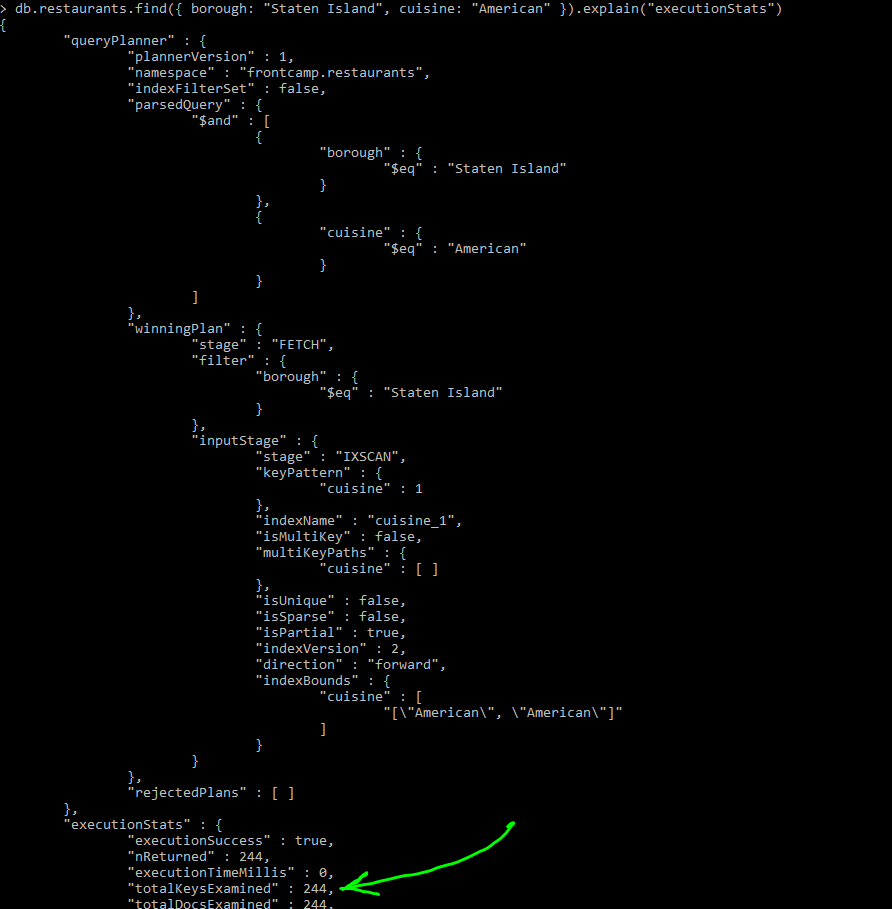 > db.restaurants.find({ borough: "Staten Island", cuisine: "American" }).explain("executionStats")
{
        "queryPlanner" : {
                "plannerVersion" : 1,
                "namespace" : "frontcamp.restaurants",
                "indexFilterSet" : false,
                "parsedQuery" : {
                        "$and" : [
                                {
                                        "borough" : {
                                                "$eq" : "Staten Island"
                                        }
                                },
                                {
                                        "cuisine" : {
                                                "$eq" : "American"
                                        }
                                }
                        ]
                },
                "winningPlan" : {
                        "stage" : "FETCH",
                        "filter" : {
                                "borough" : {
                                        "$eq" : "Staten Island"
                                }
                        },
                        "inputStage" : {
                                "stage" : "IXSCAN",
                                "keyPattern" : {
                                        "cuisine" : 1
                                },
                                "indexName" : "cuisine_1",
                                "isMultiKey" : false,
                                "multiKeyPaths" : {
                                        "cuisine" : [ ]
                                },
                                "isUnique" : false,
                                "isSparse" : false,
                                "isPartial" : true,
                                "indexVersion" : 2,
                                "direction" : "forward",
                                "indexBounds" : {
                                        "cuisine" : [
                                                "[\"American\", \"American\"]"
                                        ]
                                }
                        }
                },
                "rejectedPlans" : [ ]
        },
        "executionStats" : {
                "executionSuccess" : true,
                "nReturned" : 244,
                "executionTimeMillis" : 0,
                "totalKeysExamined" : 244,
                "totalDocsExamined" : 244,